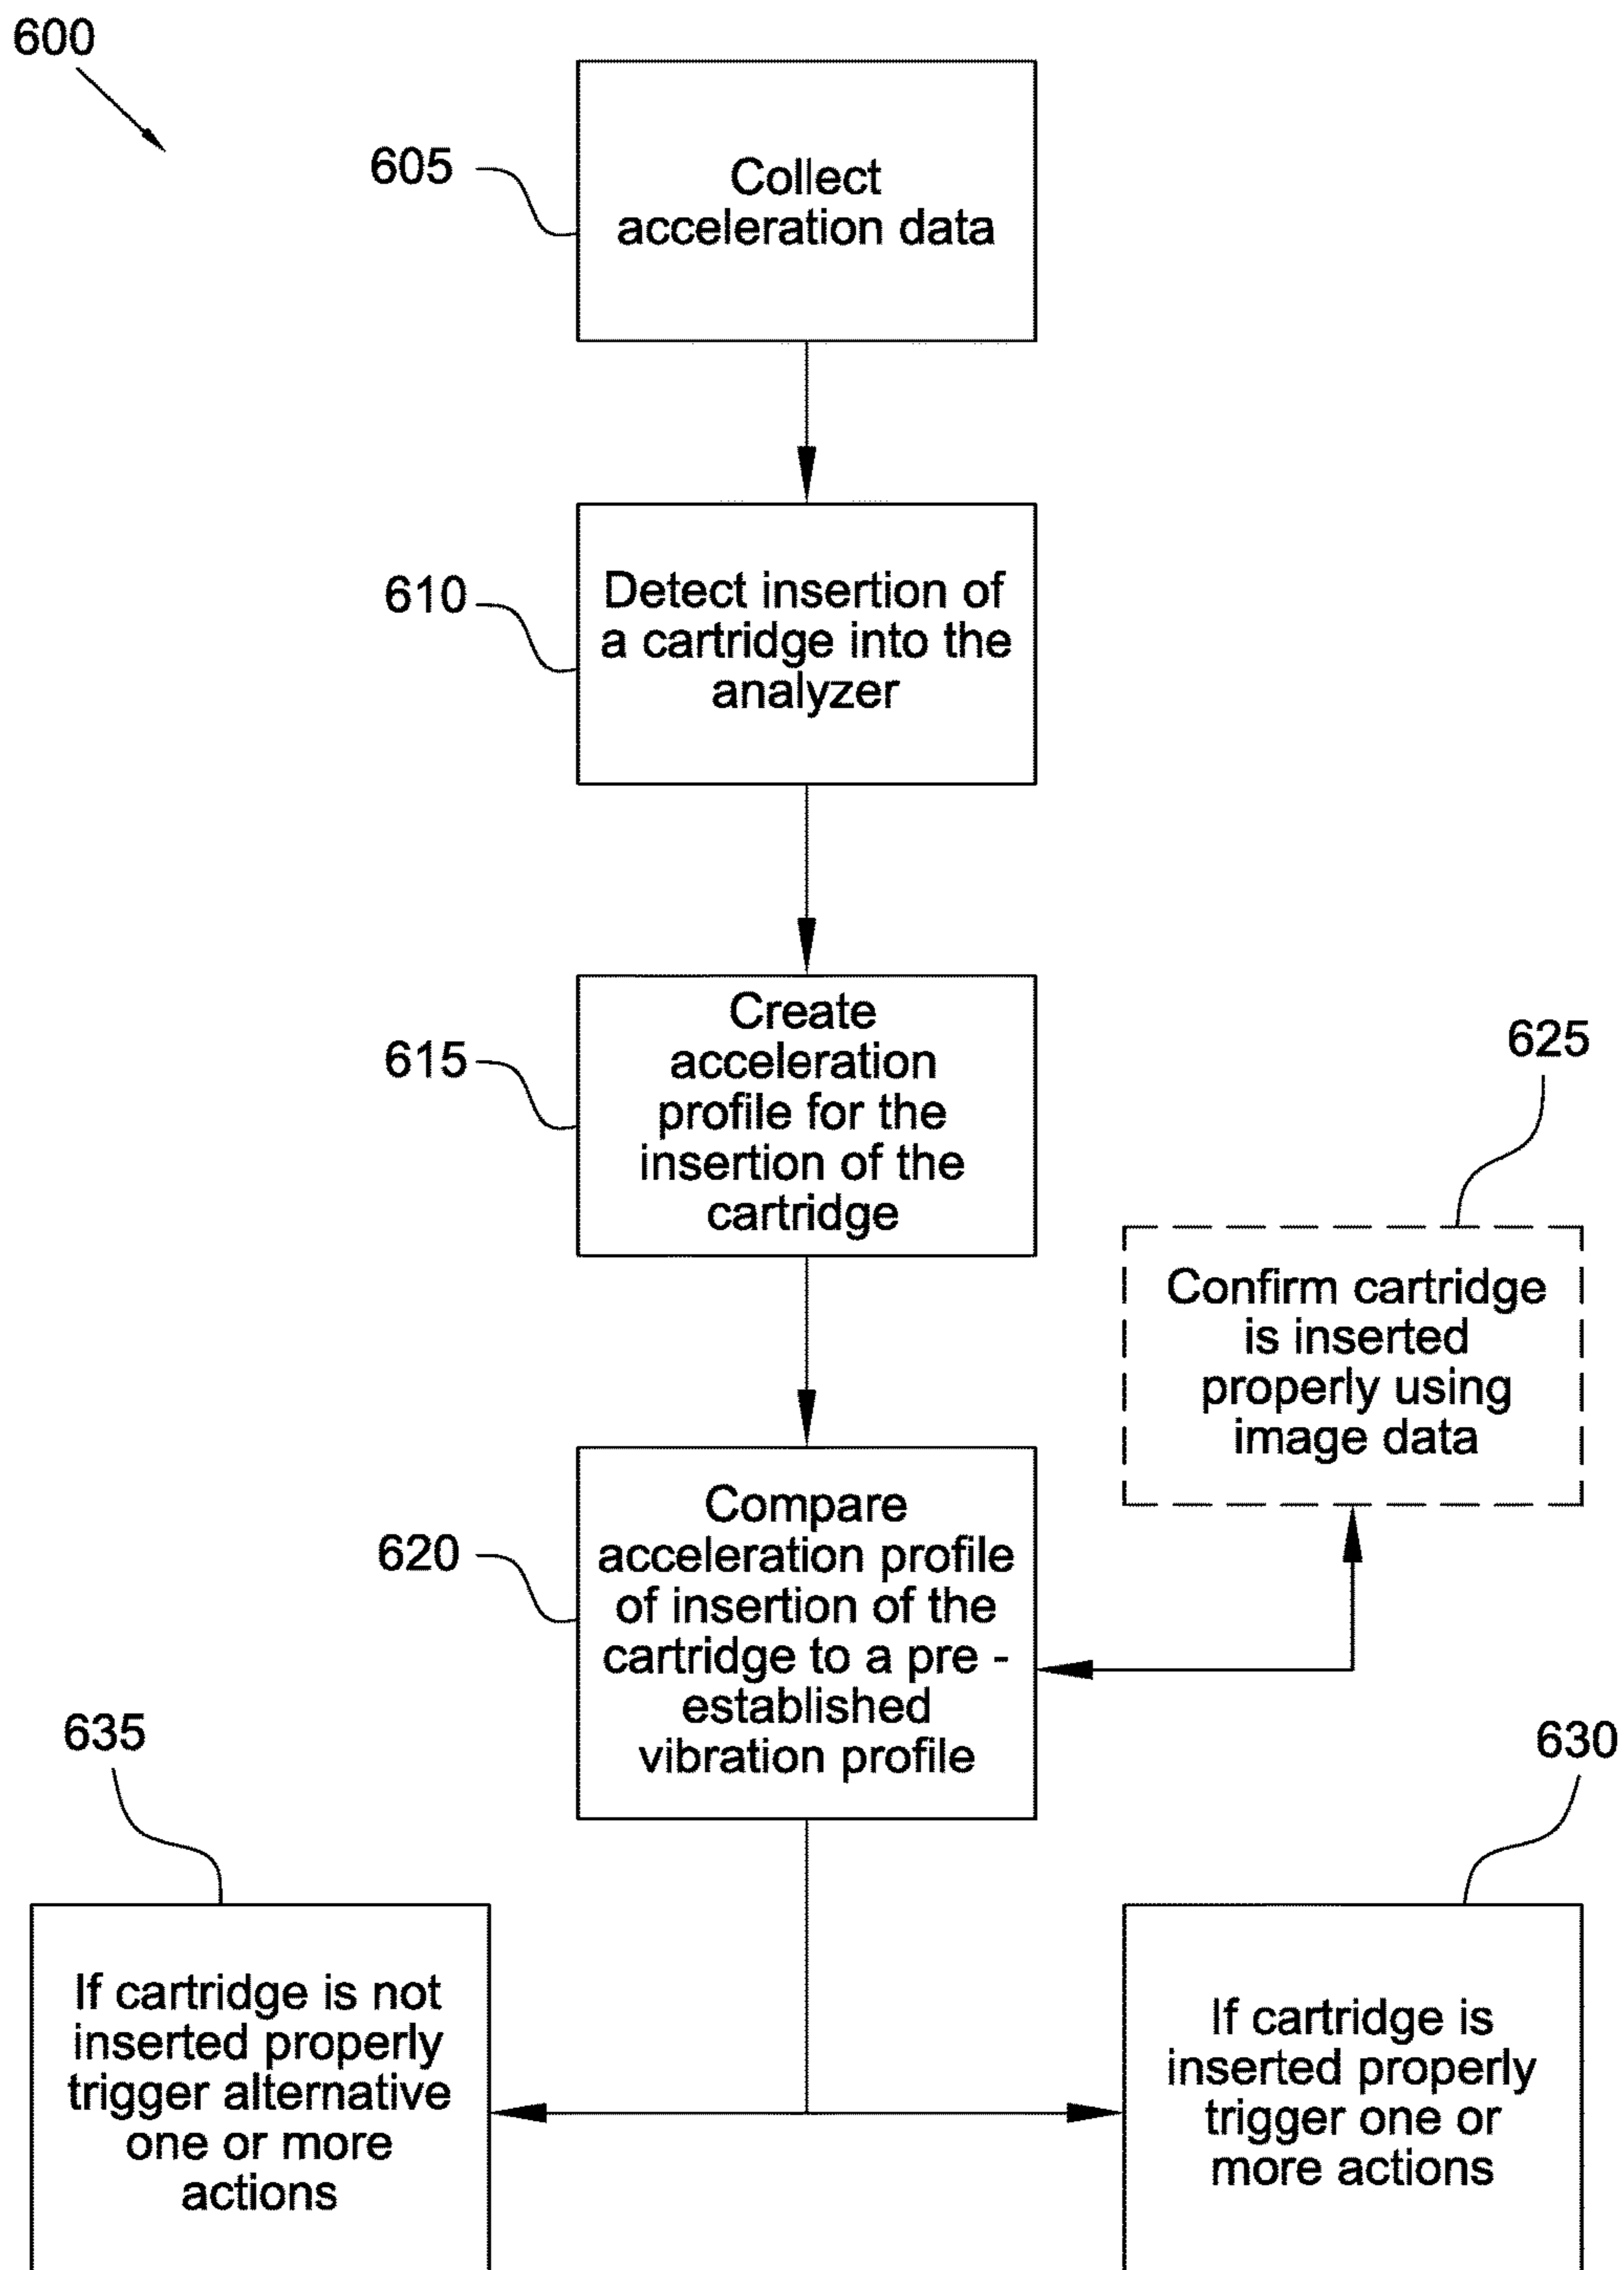 600
605
Collect
acceleration data
610
Detect insertion of
a cartridge into the
analyzer
615
Create
acceleration
profile for the
insertion of the
cartridge
625
Confirm cartridge
is inserted
properly using
image data
620
Compare
acceleration profile
of insertion of the
cartridge to a pre -
established
vibration profile
635
If cartridge is not
inserted properly
trigger alternative
one or more
actions
630
If cartridge is
inserted properly
trigger one or
more actions